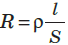 R = ρ l/S